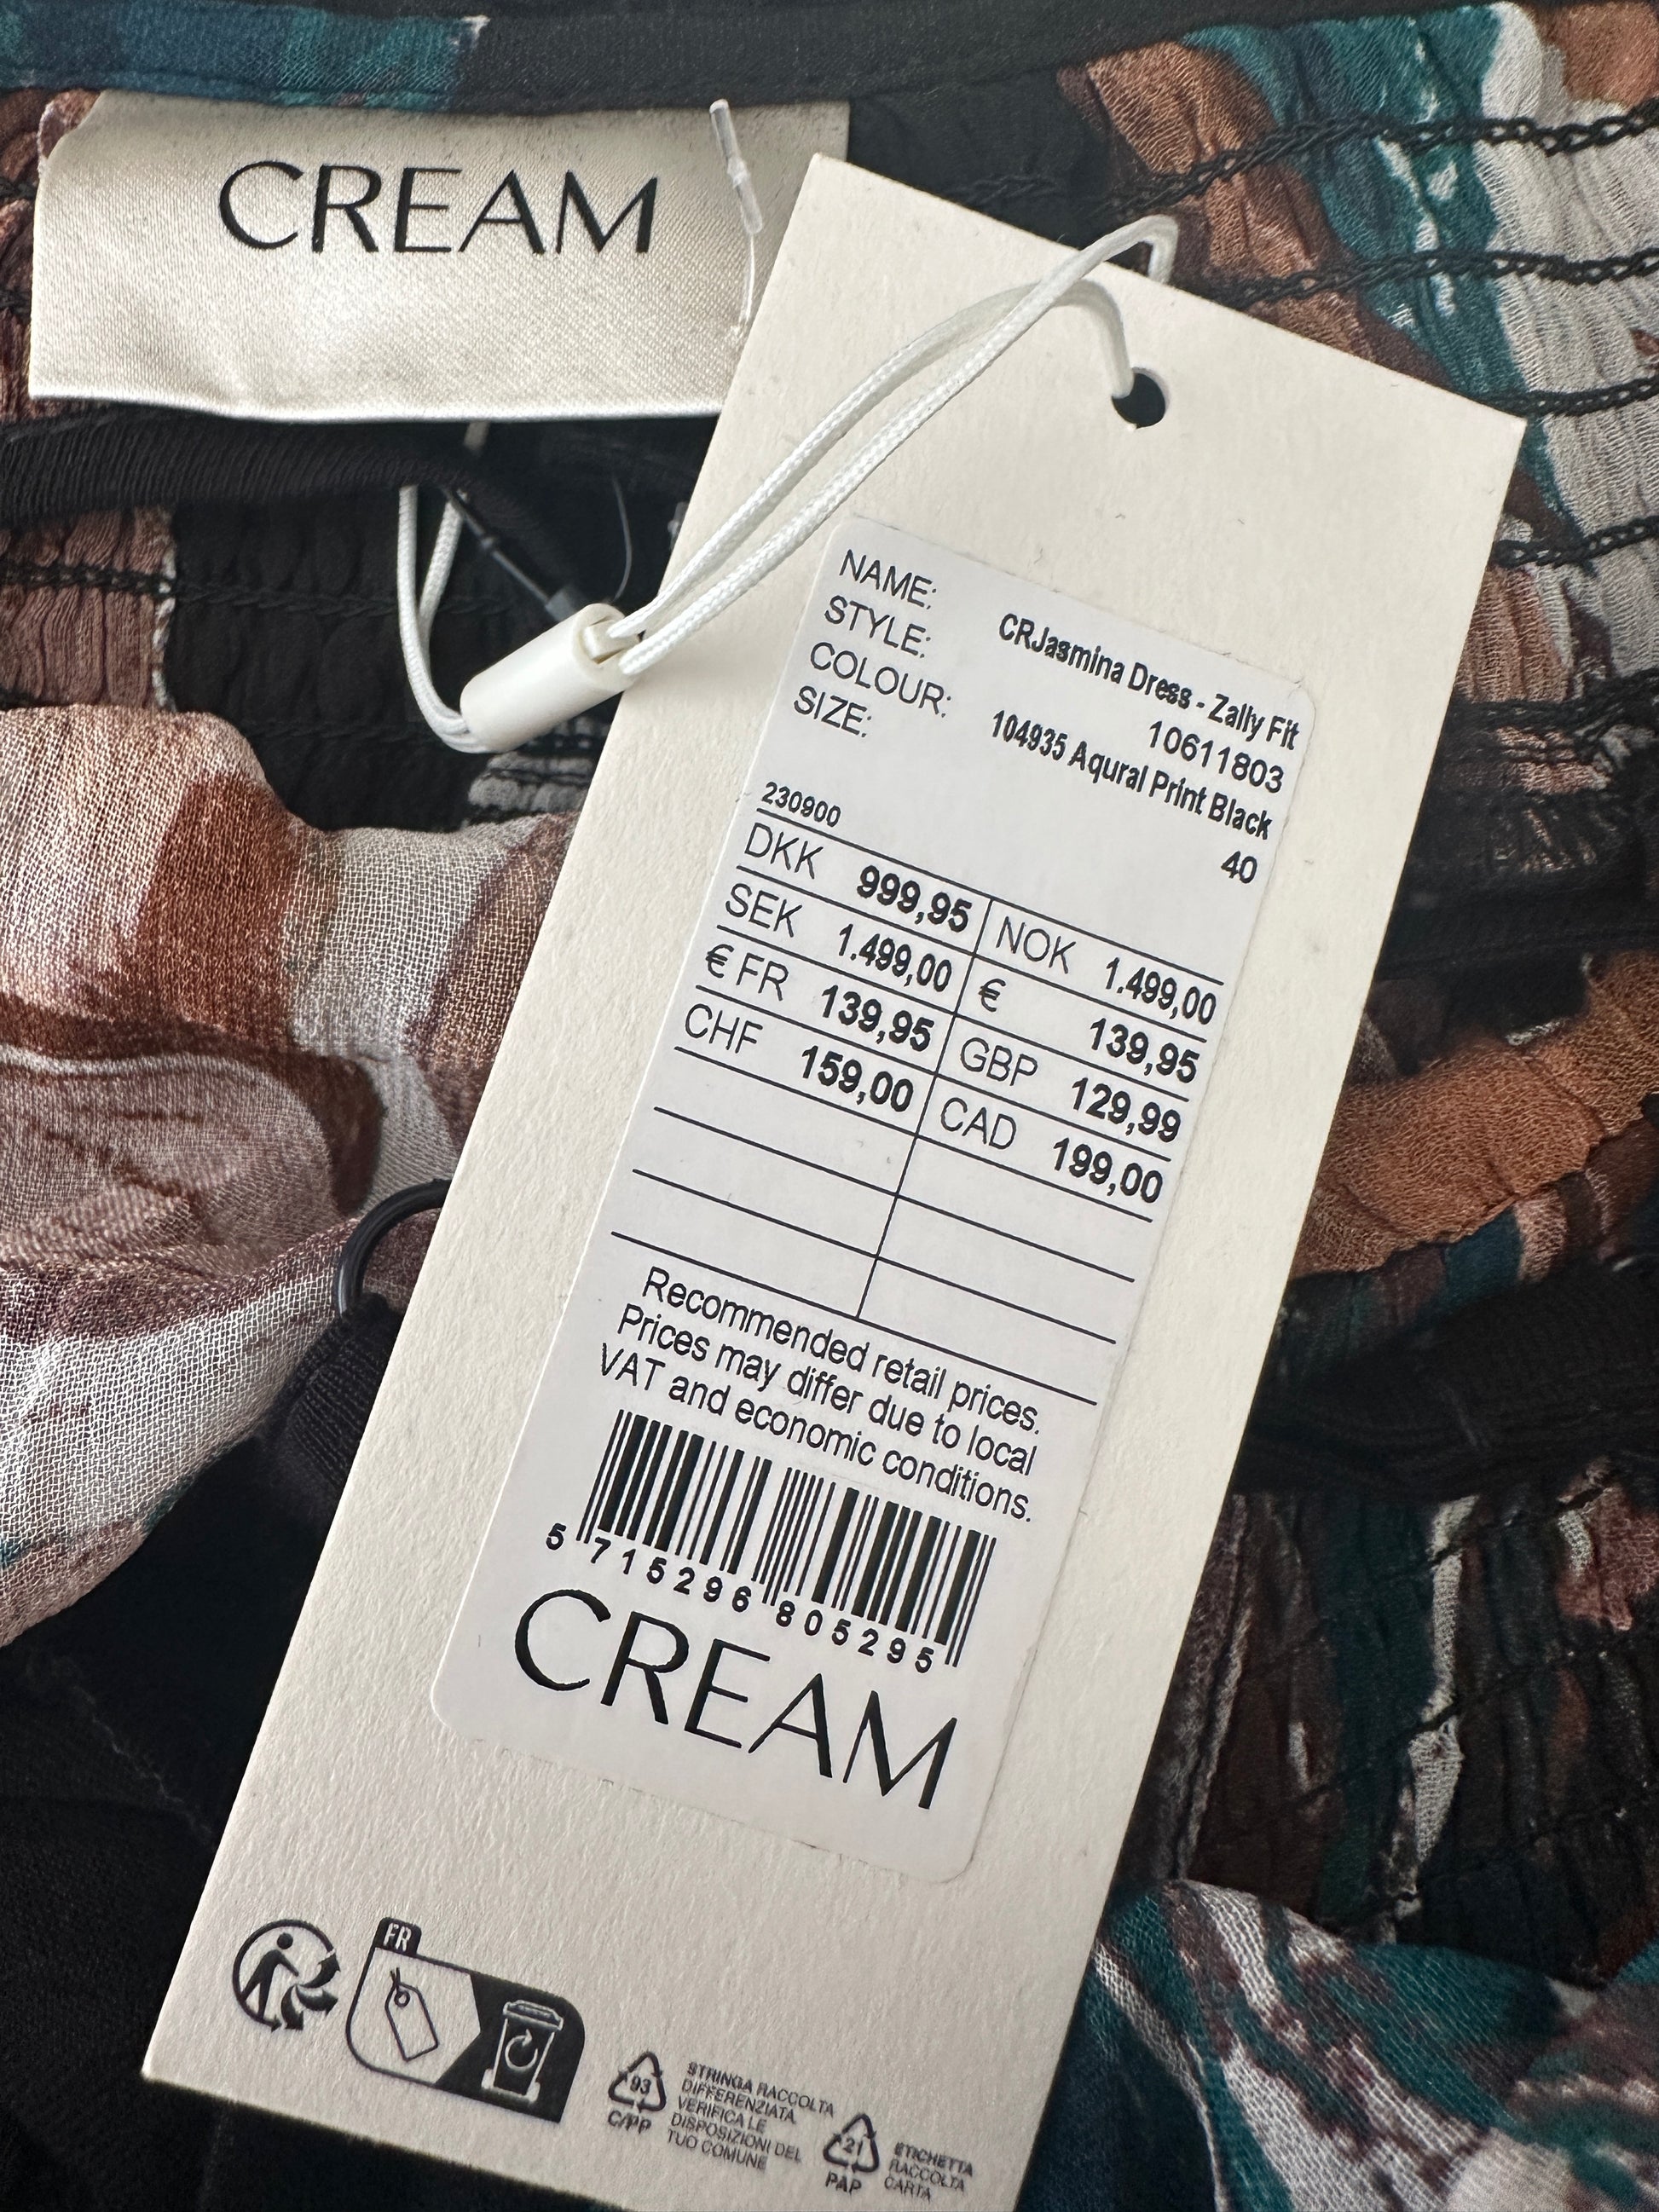 CREAM
NAME: CRJasmina Dress - Zally Fit
STYLE: 10611803
COLOUR: 104935 Aqural Print Black
SIZE: 40
230900
DKK 999,95 NOK 1.499,00
SEK 1.499,00 € 139,95
€ FR 139,95 GBP 129,99
CHF 159,00 CAD 199,00
Recommended retail prices.
Prices may differ due to local
VAT and economic conditions.
5 715296 805295
CREAM
FR
93
C/PP
STRINGA RACCOLTA
DIFFERENZIATA.
VERIFICA LE
DISPOSIZIONI DEL
TUO COMUNE
21
PAP
ETICHETTA
RACCOLTA
CARTA